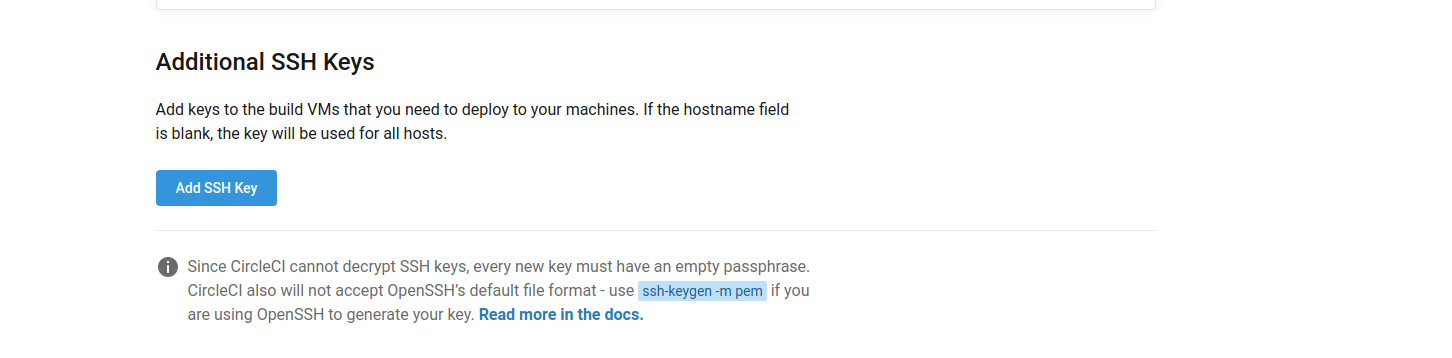 Additional SSH Keys
Add keys to the build VMs that you need to deploy to your machines. If the hostname field
is blank, the key will be used for all hosts.
Add SSH Key
Since CircleCI cannot decrypt SSH keys, every new key must have an empty passphrase.
CircleCI also will not accept OpenSSH’s default file format - use ssh-keygen -m pem if you
are using OpenSSH to generate your key. Read more in the docs.